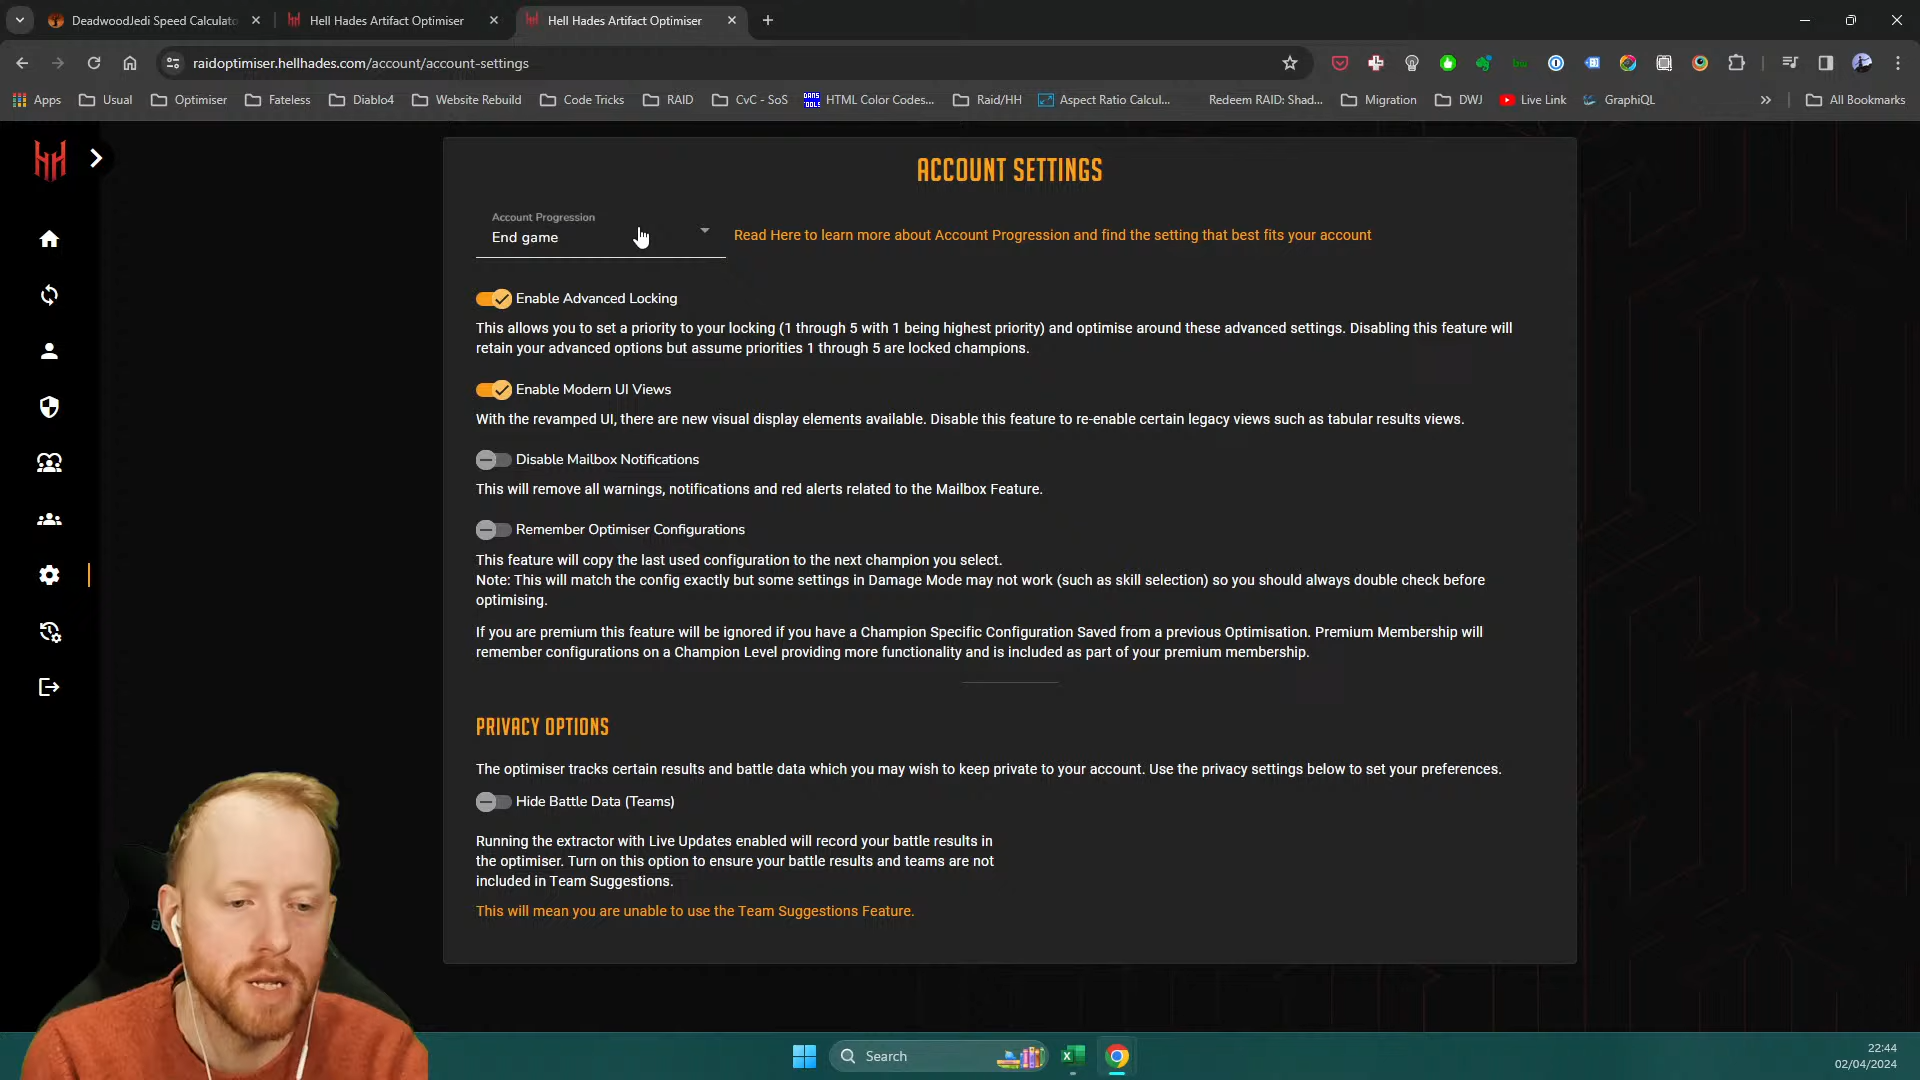 DeadwoodJedi Speed Calculato
Hell Hades Artifact Optimiser
Hell Hades Artifact Optimiser
raidoptimiser.hellhades.com/account/account-settings
Apps
Usual
Optimiser
Fateless
Diablo4
Website Rebuild
Code Tricks
RAID
CvC - SoS
HTML Color Codes...
Raid/HH
Aspect Ratio Calcul...
Redeem RAID: Shad...
Migration
DWJ
Live Link
GraphiQL
All Bookmarks
ACCOUNT SETTINGS
Account Progression
End game
Read Here to learn more about Account Progression and find the setting that best fits your account
Enable Advanced Locking
This allows you to set a priority to your locking (1 through 5 with 1 being highest priority) and optimise around these advanced settings. Disabling this feature will
retain your advanced options but assume priorities 1 through 5 are locked champions.
Enable Modern UI Views
With the revamped UI, there are new visual display elements available. Disable this feature to re-enable certain legacy views such as tabular results views.
Disable Mailbox Notifications
This will remove all warnings, notifications and red alerts related to the Mailbox Feature.
Remember Optimiser Configurations
This feature will copy the last used configuration to the next champion you select.
Note: This will match the config exactly but some settings in Damage Mode may not work (such as skill selection) so you should always double check before
optimising.
If you are premium this feature will be ignored if you have a Champion Specific Configuration Saved from a previous Optimisation. Premium Membership will
remember configurations on a Champion Level providing more functionality and is included as part of your premium membership.
PRIVACY OPTIONS
The optimiser tracks certain results and battle data which you may wish to keep private to your account. Use the privacy settings below to set your preferences.
Hide Battle Data (Teams)
Running the extractor with Live Updates enabled will record your battle results in
the optimiser. Turn on this option to ensure your battle results and teams are not
included in Team Suggestions.
This will mean you are unable to use the Team Suggestions Feature.
Search
22:44
02/04/2024